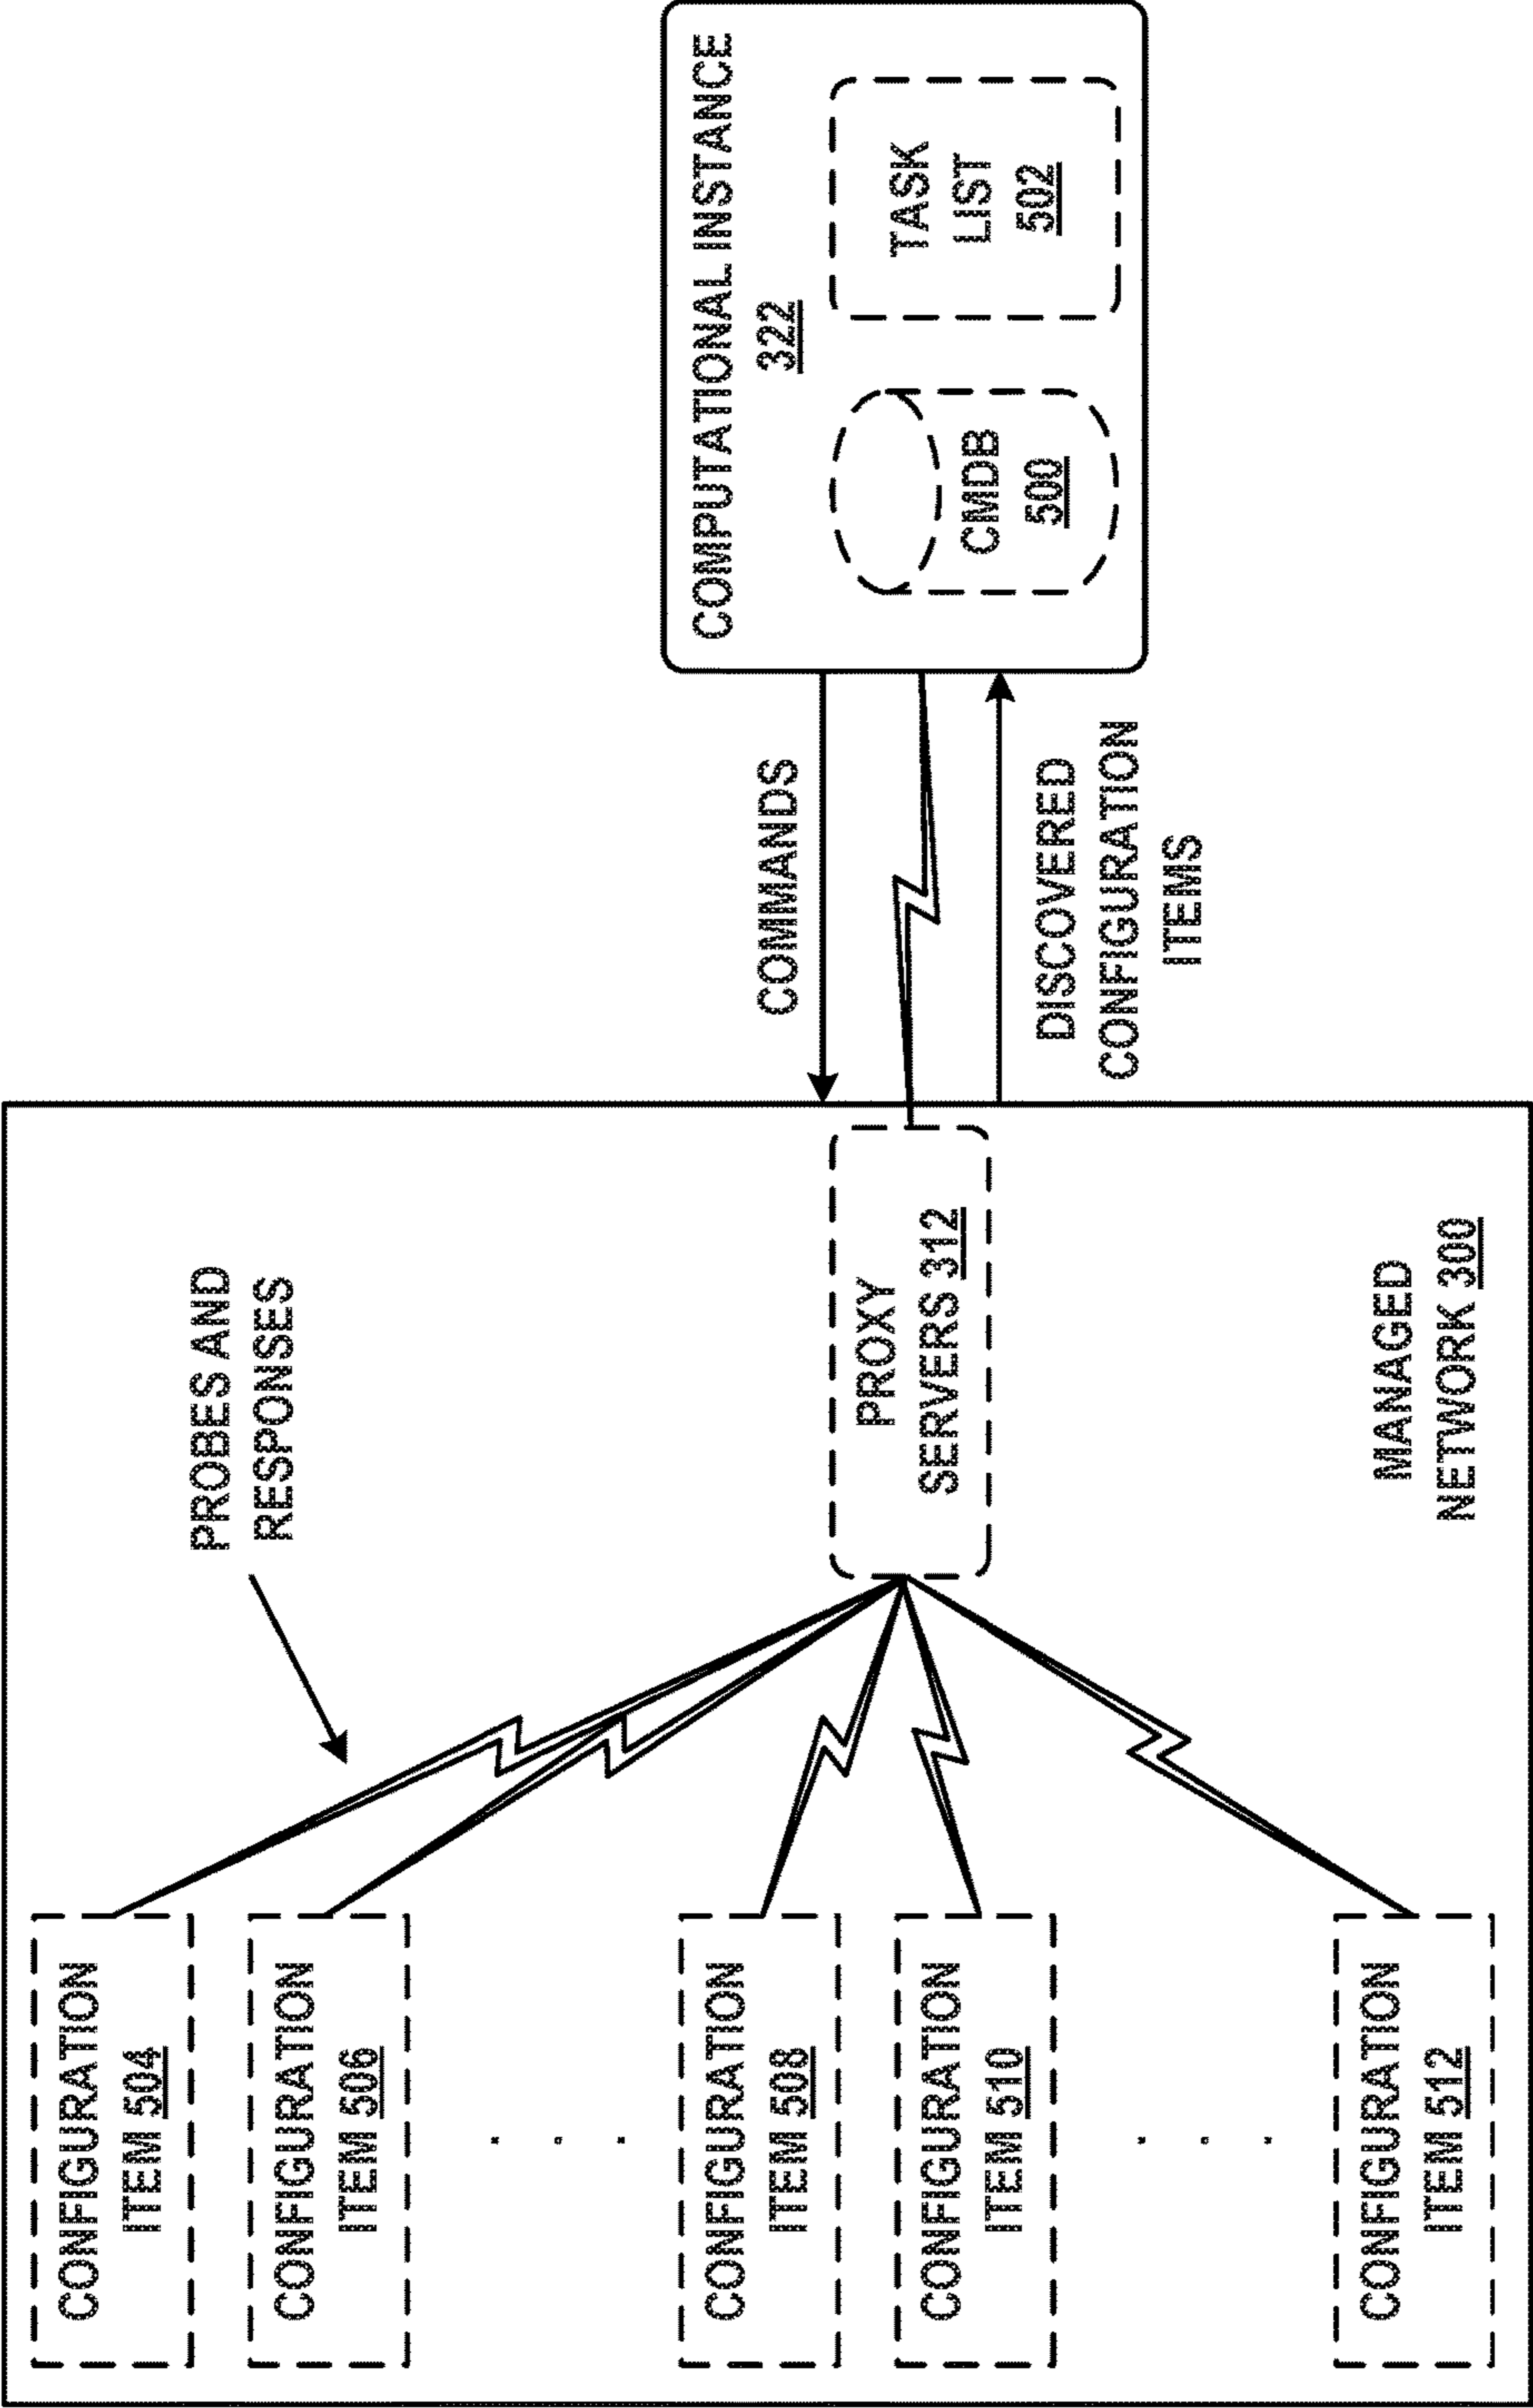 COMPUTATIONAL INSTANCE
322
CMDB
500
TASK
LIST
502
COMMANDS
DISCOVERED
CONFIGURATION
ITEMS
PROBES AND
RESPONSES
PROXY
SERVERS 312
MANAGED
NETWORK 300
CONFIGURATION
ITEM 504
CONFIGURATION
ITEM 506
CONFIGURATION
ITEM 508
CONFIGURATION
ITEM 510
CONFIGURATION
ITEM 512